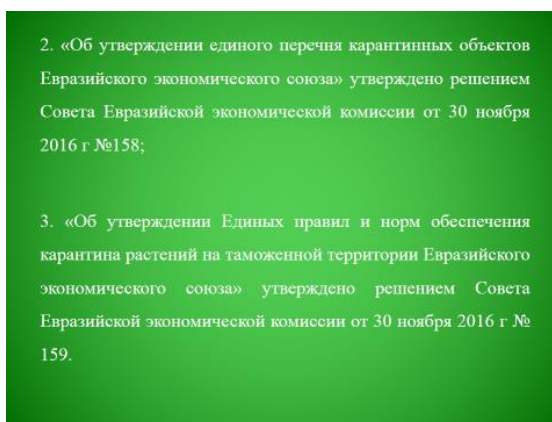 2. «Об утверждении единого перечня карантинных объектов
Евразийского экономического союза» утверждено решением
Совета Евразийской экономической комиссии от 30 ноября
2016 г №158;
3. «Об утверждении Единых правил и норм обеспечения
карантина растений на таможенной территории Евразийского
экономического союза» утверждено решением Совета
Евразийской экономической комиссии от 30 ноября 2016 г №
159.